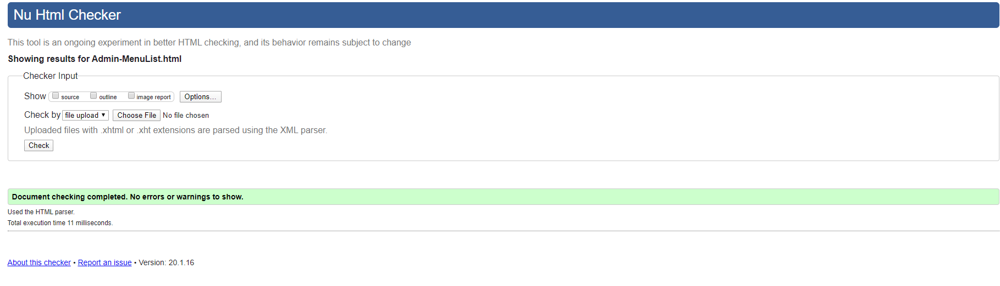 Nu Html Checker
This tool is an ongoing experiment in better HTML checking, and its behavior remains subject to change
Showing results for Admin-MenuList.html
Checker Input
Show source outline image report Options...
Check by file upload Choose File No file chosen
Uploaded files with .xhtml or .xht extensions are parsed using the XML parser.
Check
Document checking completed. No errors or warnings to show.
Used the HTML parser.
Total execution time 11 milliseconds.
About this checker • Report an issue • Version: 20.1.16